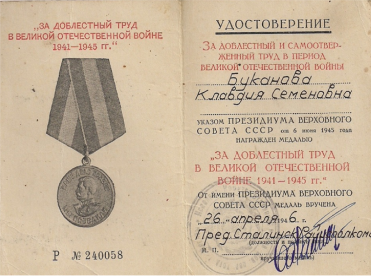 „ЗА ДОБЛЕСТНЫЙ ТРУД
В ВЕЛИКОЙ ОТЕЧЕСТВЕННОЙ ВОЙНЕ
1941—1945 гг."
Р № 240058
УДОСТОВЕРЕНИЕ
ЗА ДОБЛЕСТНЫЙ И САМООТВЕР-
ЖЕННЫЙ ТРУД В ПЕРИОД
ВЕЛИКОЙ ОТЕЧЕСТВЕННОЙ ВОЙНЫ
Буканова
Клавдия Семеновна
УКАЗОМ ПРЕЗИДИУМА ВЕРХОВНОГО
СОВЕТА СССР от 6 июня 1945 года
НАГРАЖДЕН МЕДАЛЬЮ
„ЗА ДОБЛЕСТНЫЙ ТРУД
В ВЕЛИКОЙ ОТЕЧЕСТВЕННОЙ
ВОЙНЕ 1941—1945 гг."
ОТ ИМЕНИ ПРЕЗИДИУМА ВЕРХОВНОГО
СОВЕТА СССР МЕДАЛЬ ВРУЧЕНА
26 апреля 1946 г.
М. П.